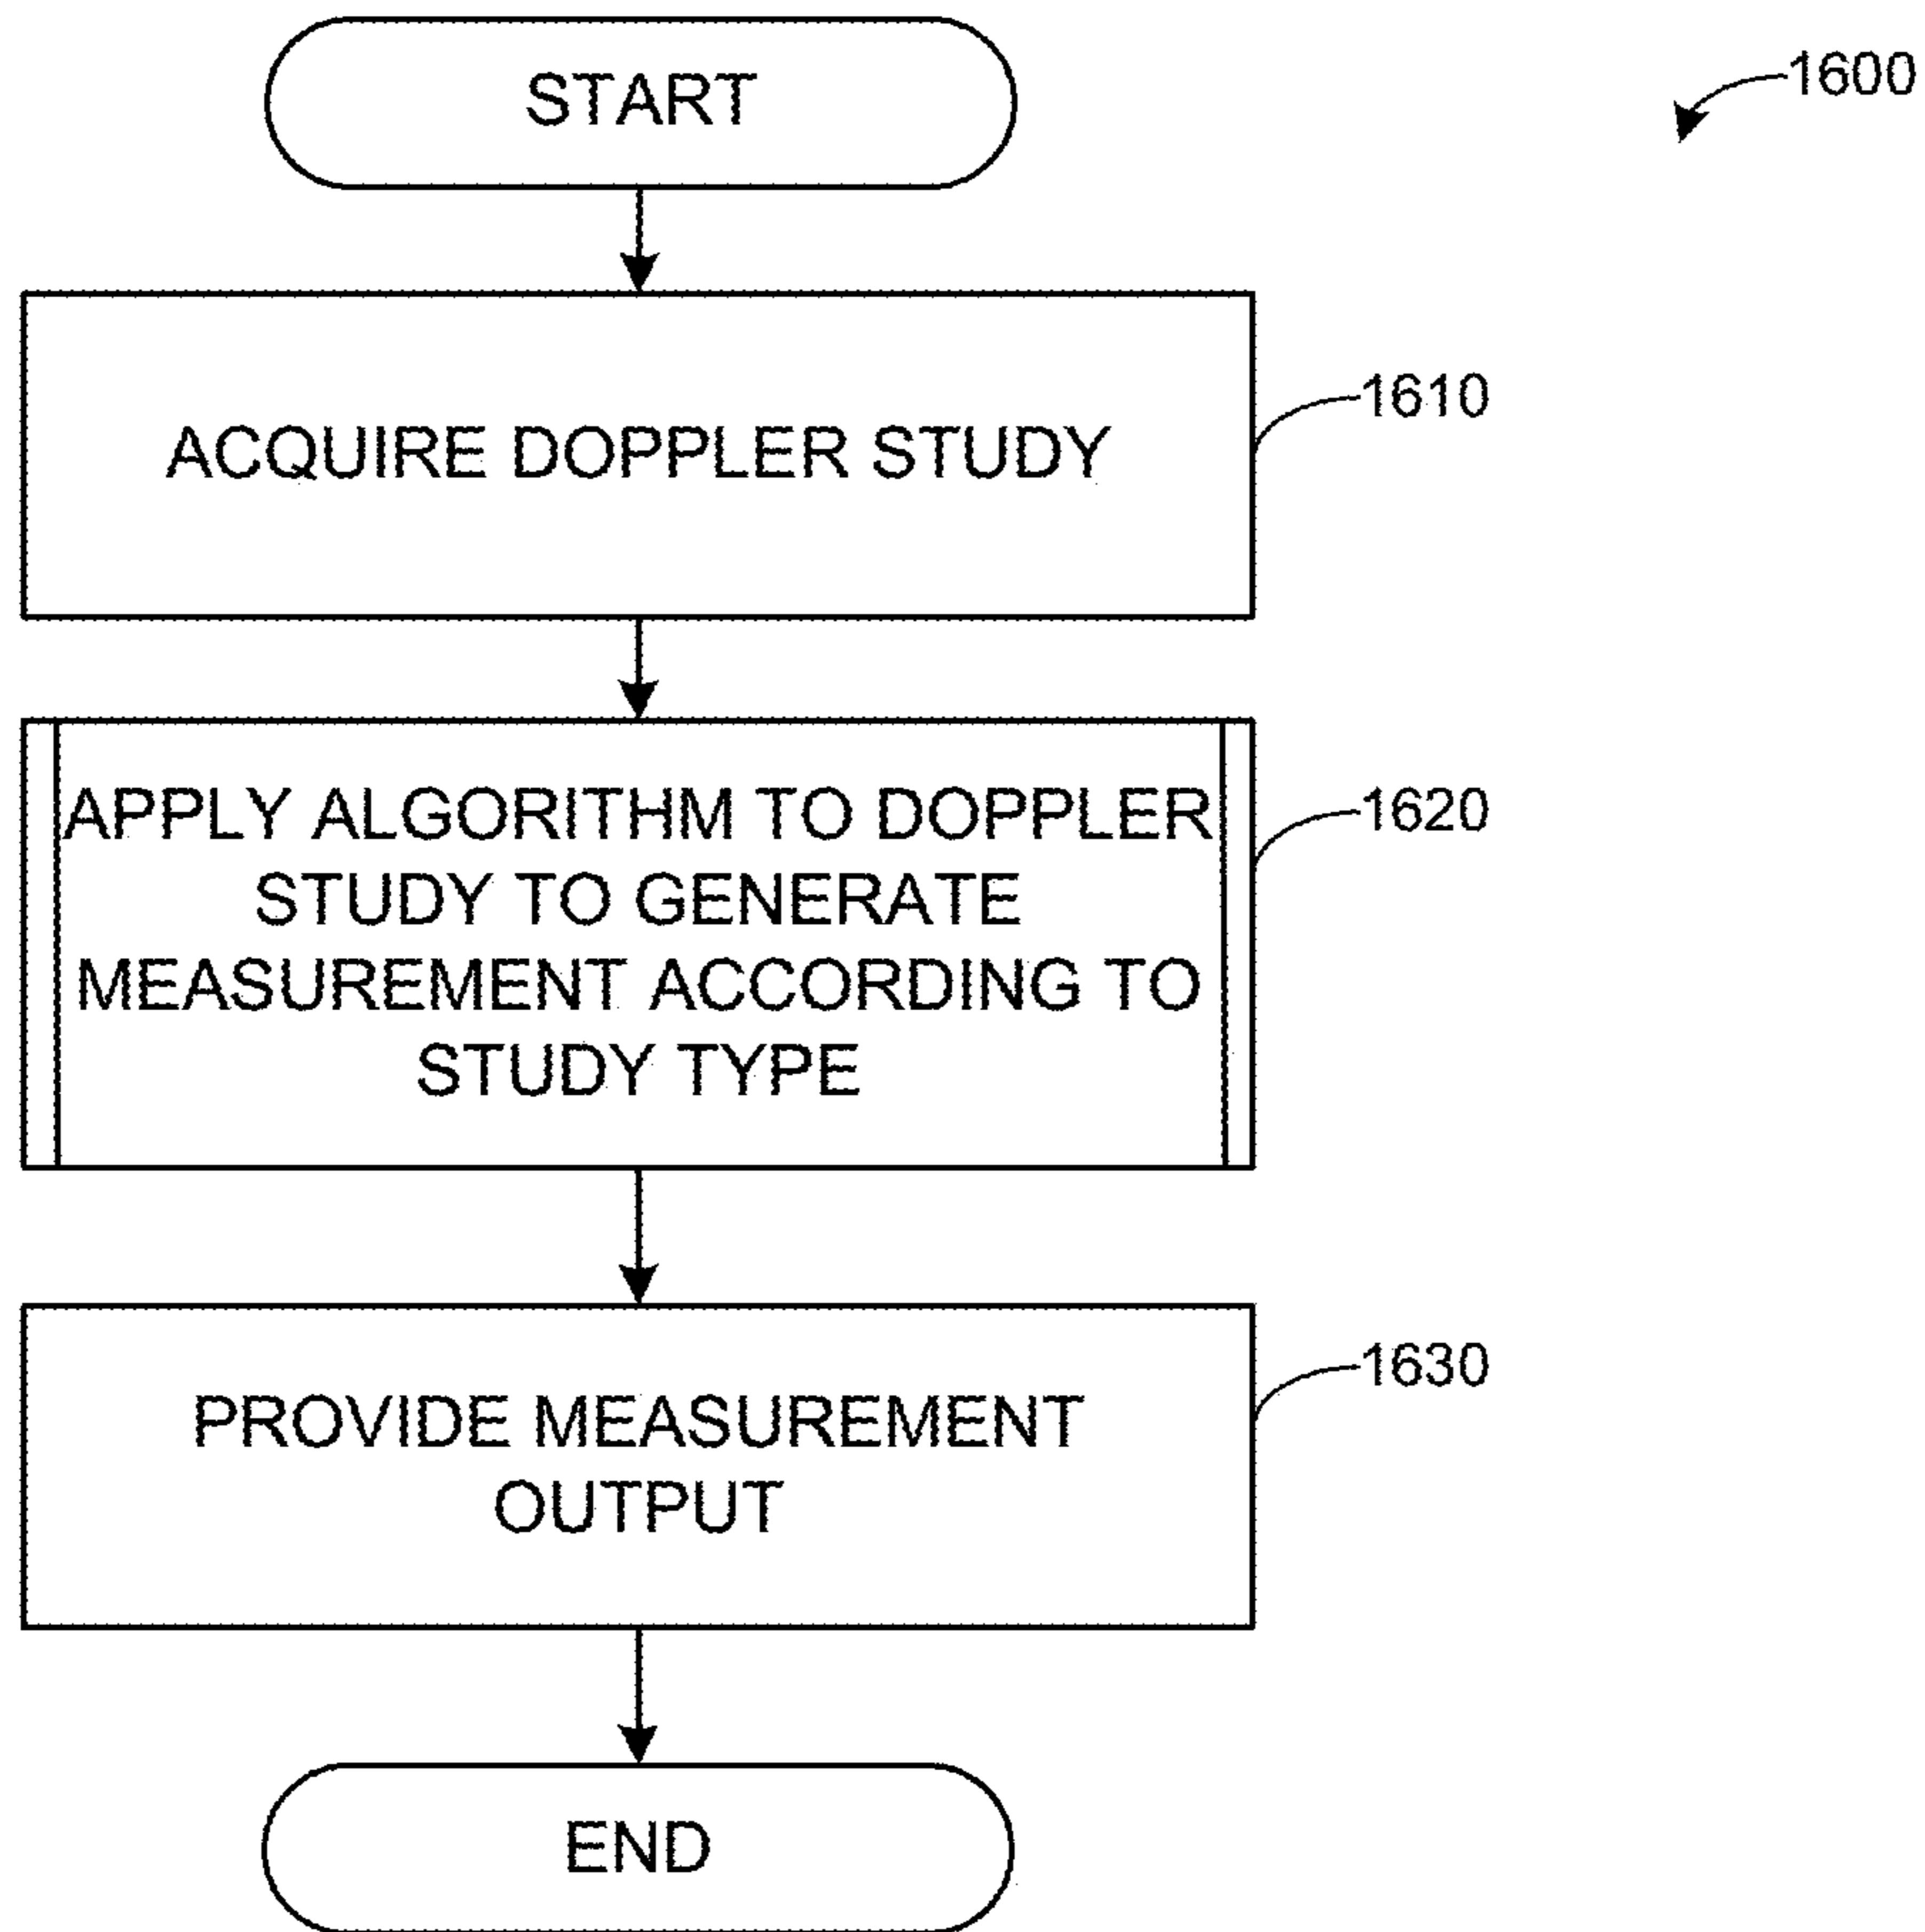 START
1600
ACQUIRE DOPPLER STUDY
1610
APPLY ALGORITHM TO DOPPLER
STUDY TO GENERATE
MEASUREMENT ACCORDING TO
STUDY TYPE
1620
PROVIDE MEASUREMENT
OUTPUT
1630
END